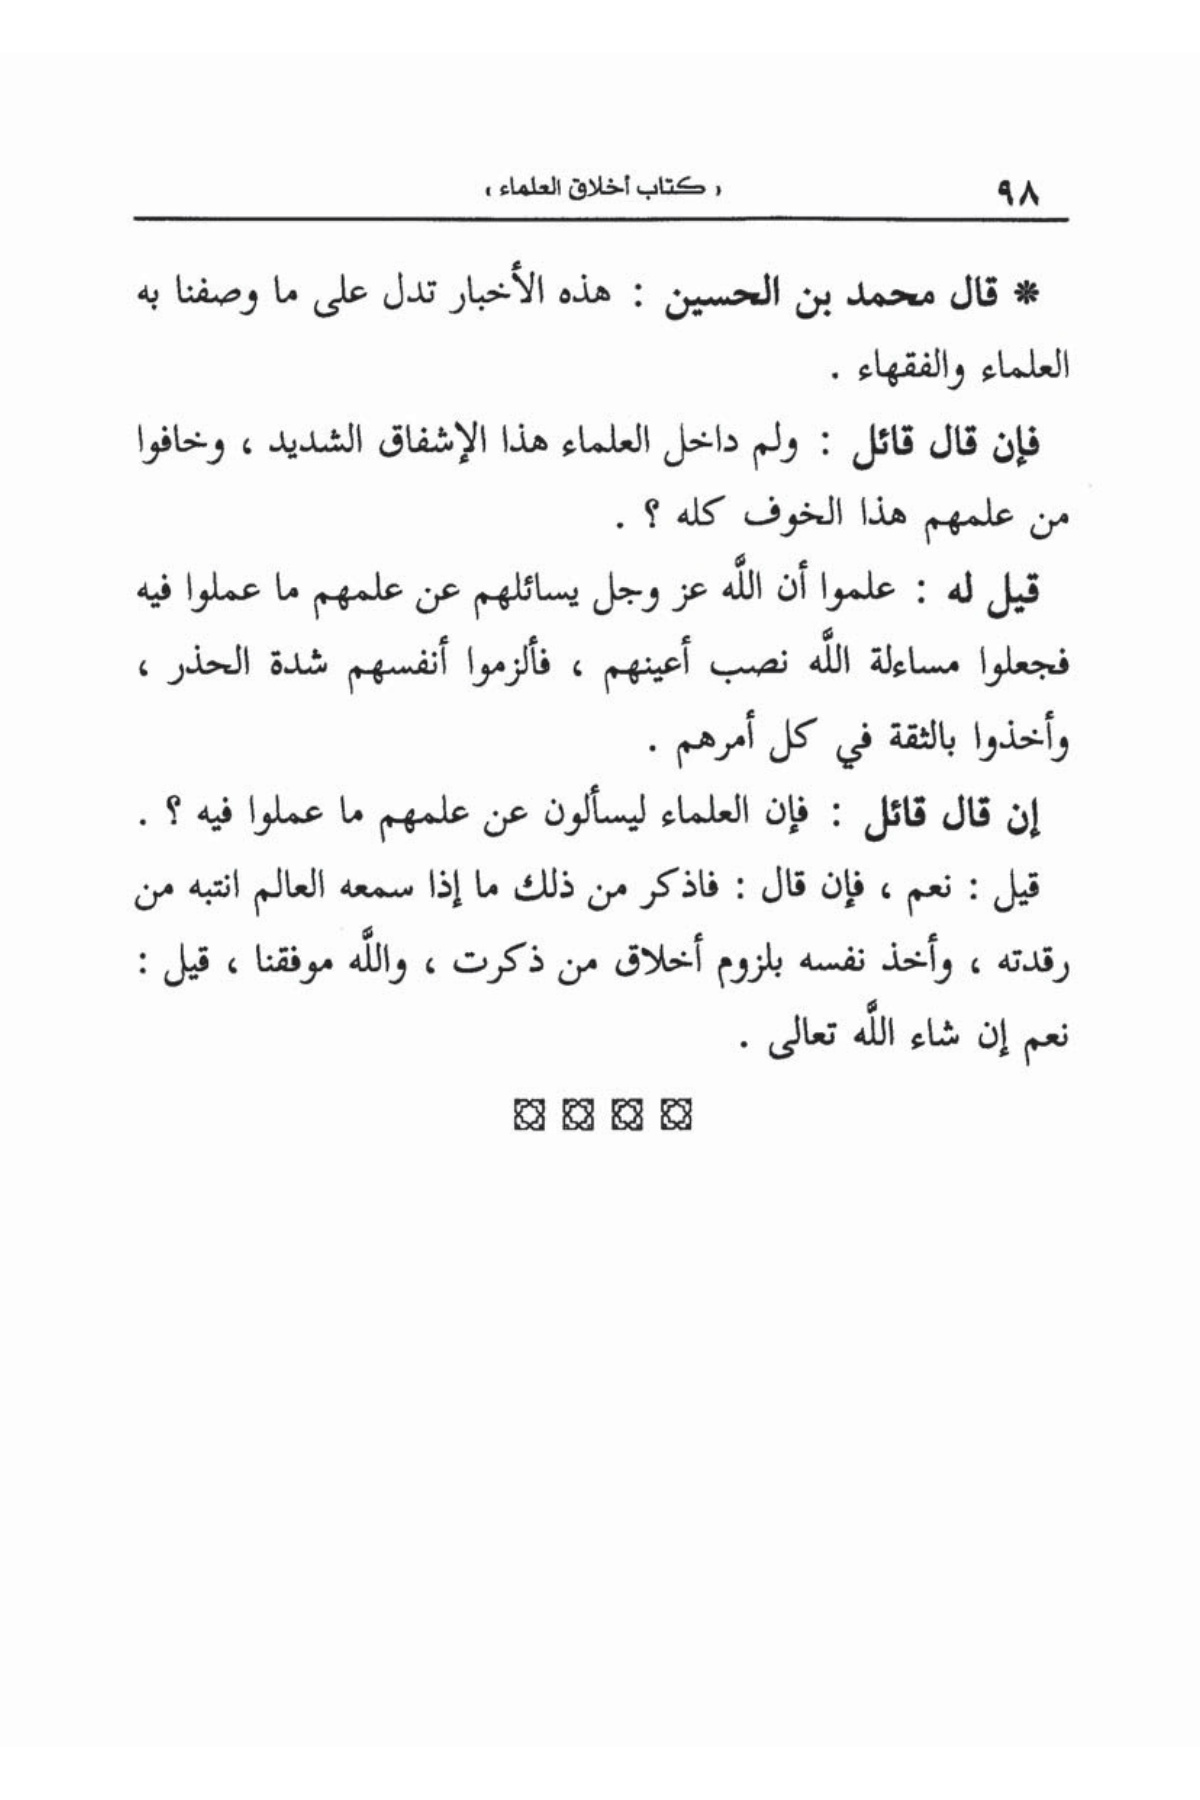 ٩٨
( كتاب أخلاق العلماء )
* قال محمد بن الحسين : هذه الأخبار تدل على ما وصفنا به
العلماء والفقهاء .
فإن قال قائل : ولم داخل العلماء هذا الإشفاق الشديد ، وخافوا
من علمهم هذا الخوف كله ؟ .
قيل له : علموا أن اللَّه عز وجل يسائلهم عن علمهم ما عملوا فيه
فجعلوا مساءلة اللَّه نصب أعينهم ، فألزموا أنفسهم شدة الحذر ،
وأخذوا بالثقة في كل أمرهم .
إن قال قائل : فإن العلماء ليسألون عن علمهم ما عملوا فيه ؟ .
قيل : نعم ، فإن قال : فاذكر من ذلك ما إذا سمعه العالم انتبه من
رقدته ، وأخذ نفسه بلزوم أخلاق من ذكرت ، واللَّه موفقنا ، قيل :
نعم إن شاء اللَّه تعالى .